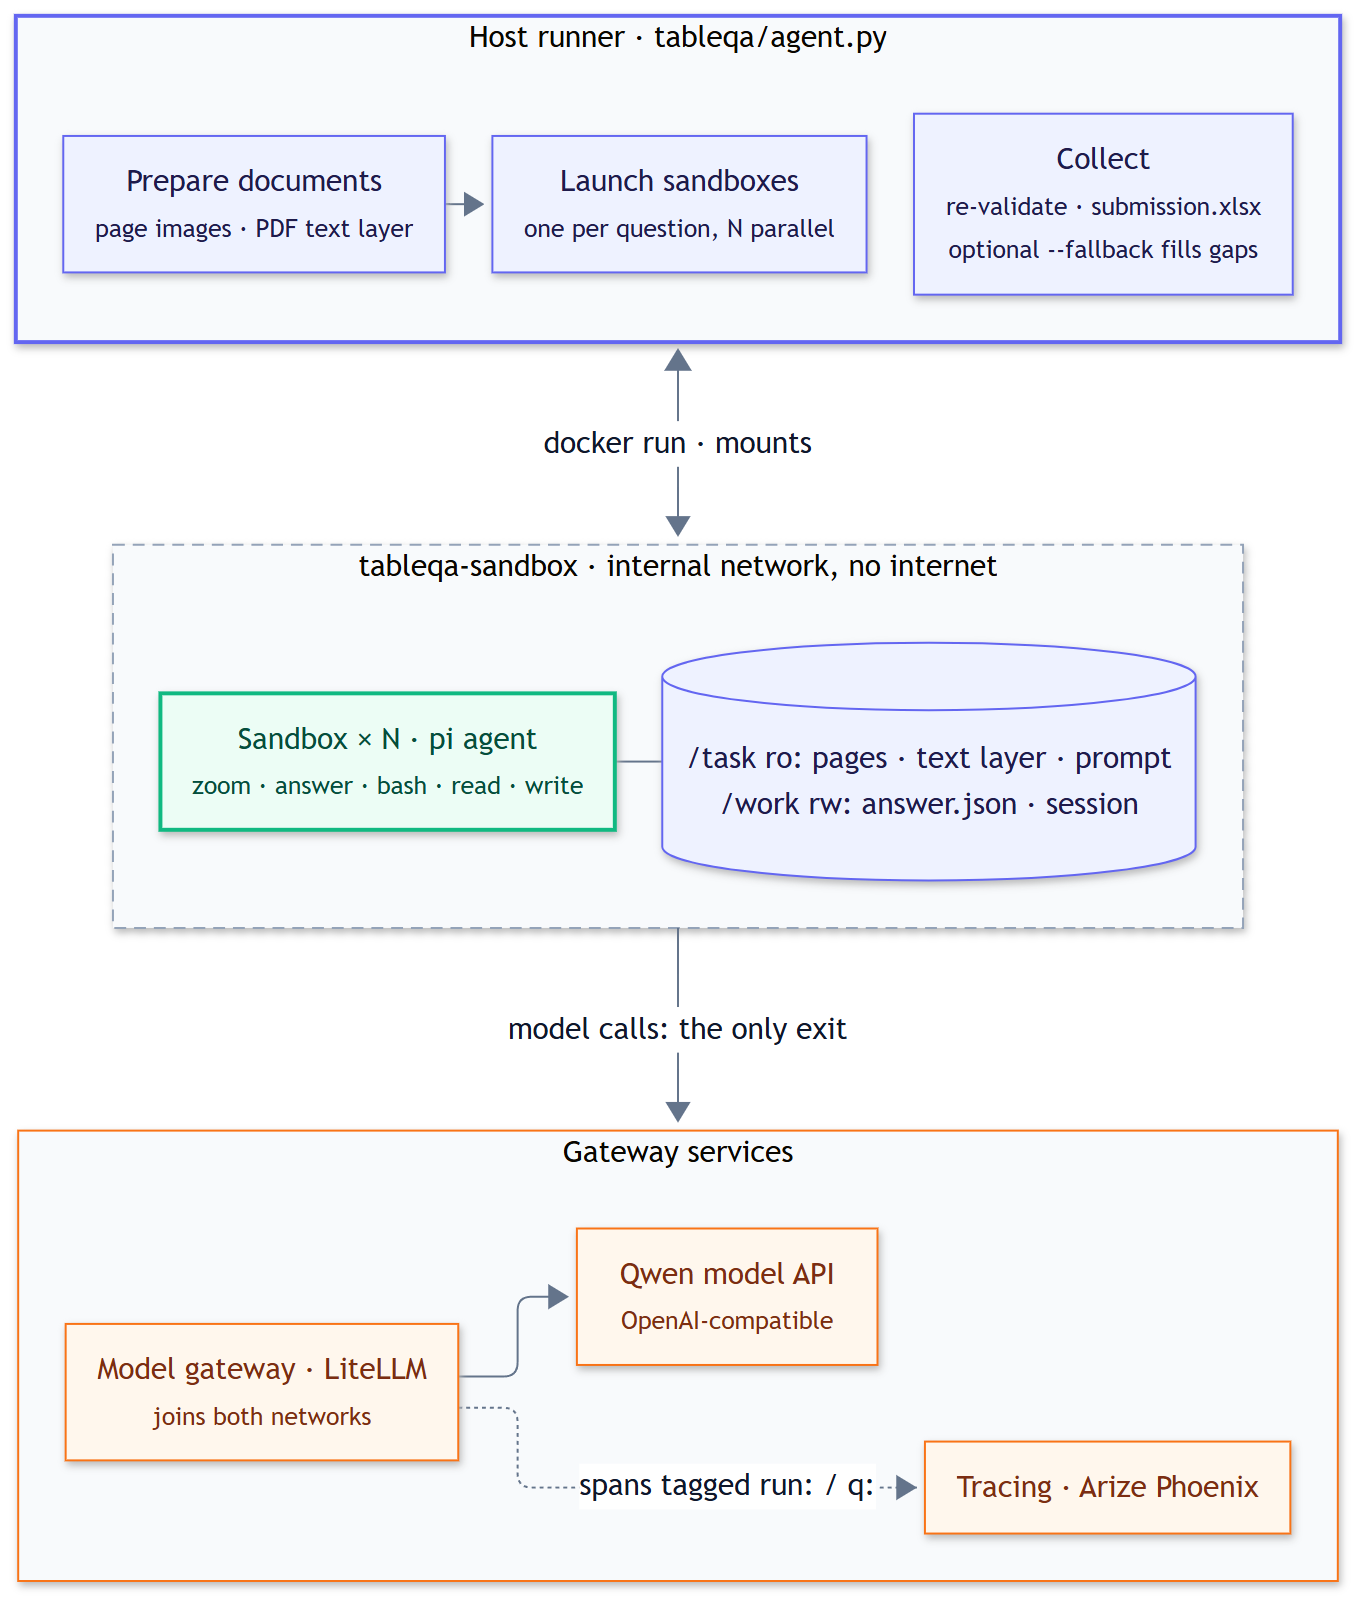 Host runner · tableqa/agent.py
Prepare documents
page images · PDF text layer
Launch sandboxes
one per question, N parallel
Collect
re-validate · submission.xlsx
optional --fallback fills gaps
docker run · mounts
tableqa-sandbox · internal network, no internet
Sandbox × N · pi agent
zoom · answer · bash · read · write
/task ro: pages · text layer · prompt
/work rw: answer.json · session
model calls: the only exit
Gateway services
Qwen model API
OpenAI-compatible
Model gateway · LiteLLM
joins both networks
spans tagged run: / q:
Tracing · Arize Phoenix